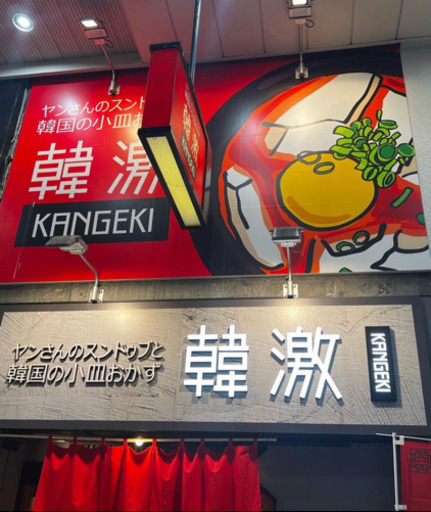 ヤンさんのスンド
韓国の小皿お
韓激
KANGEKI
ヤンさんのスンドゥブと
韓国の小皿おかず
韓激
KANGEKI